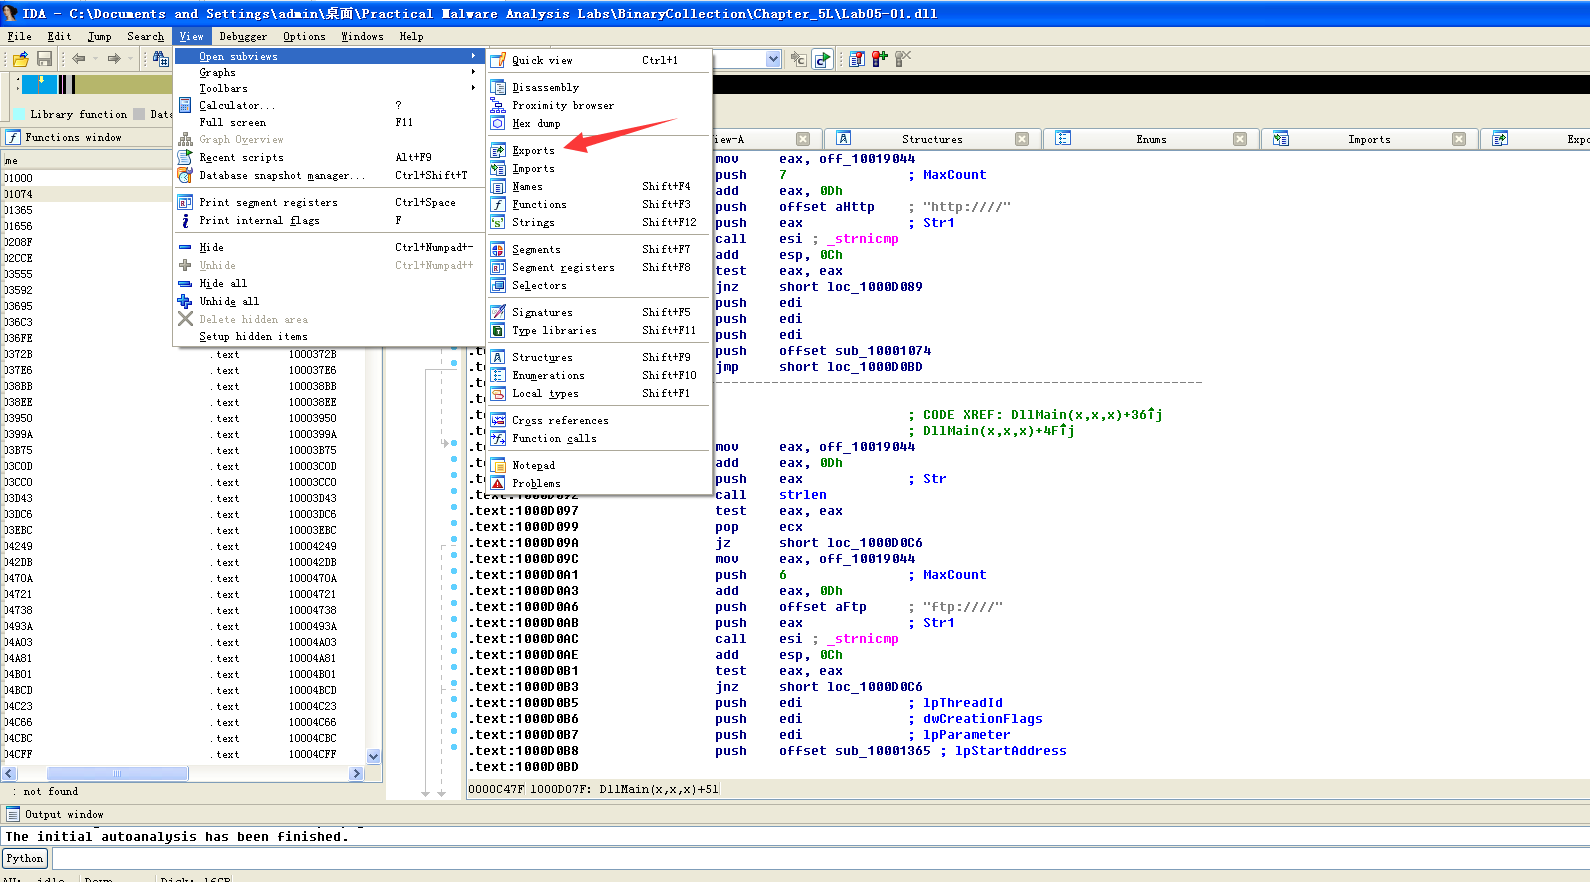 IDA - C:\Documents and Settings\admin\桌面\Practical Malware Analysis Labs\BinaryCollection\Chapter_5L\Lab05-01.dll
File Edit Jump Search View Debugger Options Windows Help
Open subviews
Graphs
Toolbars
Calculator... ?
Full screen F11
Graph Overview
Recent scripts Alt+F9
Database snapshot manager... Ctrl+Shift+T
Print segment registers Ctrl+Space
Print internal flags F
Hide Ctrl+Numpad+-
Unhide Ctrl+Numpad++
Hide all
Unhide all
Delete hidden area
Setup hidden items
Quick view Ctrl+1
Disassembly
Proximity browser
Hex dump
Exports
Imports
Names Shift+F4
Functions Shift+F3
Strings Shift+F12
Segments Shift+F7
Segment registers Shift+F8
Selectors
Signatures Shift+F5
Type libraries Shift+F11
Structures Shift+F9
Enumerations Shift+F10
Local types Shift+F1
Cross references
Function calls
Notepad
Problems
Library function Data
Functions window
me
01000
01074
01365
01656
0208F
02CCE
03555
03592
03695
036C3
036FE
0372B .text 1000372B
037E6 .text 100037E6
038BB .text 100038BB
038EE .text 100038EE
03950 .text 10003950
0399A .text 1000399A
03B75 .text 10003B75
03C0D .text 10003C0D
03CC0 .text 10003CC0
03D43 .text 10003D43
03DC6 .text 10003DC6
03EBC .text 10003EBC
04249 .text 10004249
042DB .text 100042DB
0470A .text 1000470A
04721 .text 10004721
04738 .text 10004738
0493A .text 1000493A
04A03 .text 10004A03
04A81 .text 10004A81
04B01 .text 10004B01
04BCD .text 10004BCD
04C23 .text 10004C23
04C66 .text 10004C66
04CBC .text 10004CBC
04CFF .text 10004CFF
: not found
iew-A Structures Enums Imports Expo
mov eax, off_10019044
push 7 ; MaxCount
add eax, 0Dh
push offset aHttp ; "http:////"
push eax ; Str1
call esi ; _strnicmp
add esp, 0Ch
test eax, eax
jnz short loc_1000D089
push edi
push edi
push edi
push offset sub_10001074
jmp short loc_1000D0BD
; CODE XREF: DllMain(x,x,x)+36↑j
; DllMain(x,x,x)+4F↑j
mov eax, off_10019044
add eax, 0Dh
push eax ; Str
.text:1000D092 call strlen
.text:1000D097 test eax, eax
.text:1000D099 pop ecx
.text:1000D09A jz short loc_1000D0C6
.text:1000D09C mov eax, off_10019044
.text:1000D0A1 push 6 ; MaxCount
.text:1000D0A3 add eax, 0Dh
.text:1000D0A6 push offset aFtp ; "ftp:////"
.text:1000D0AB push eax ; Str1
.text:1000D0AC call esi ; _strnicmp
.text:1000D0AE add esp, 0Ch
.text:1000D0B1 test eax, eax
.text:1000D0B3 jnz short loc_1000D0C6
.text:1000D0B5 push edi ; lpThreadId
.text:1000D0B6 push edi ; dwCreationFlags
.text:1000D0B7 push edi ; lpParameter
.text:1000D0B8 push offset sub_10001365 ; lpStartAddress
.text:1000D0BD
0000C47F 1000D07F: DllMain(x,x,x)+51
Output window
The initial autoanalysis has been finished.
Python
AU: idle Down Disk: 16GB